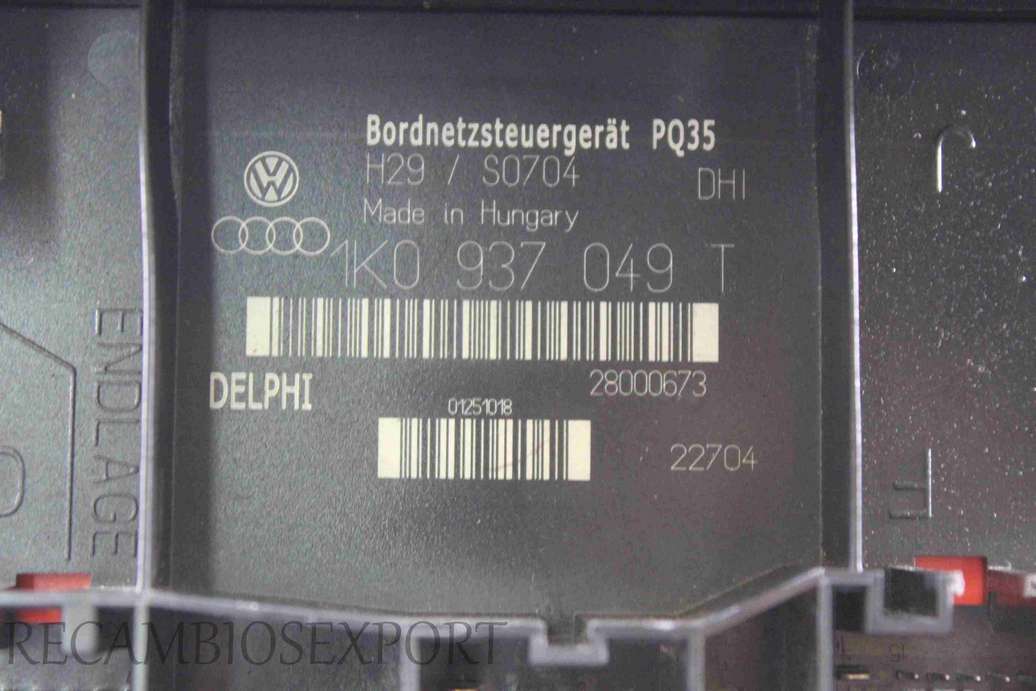 Bordnetzsteuergerät PQ35
H29 / S0704 DHI
Made in Hungary
1K0 937 049 T
DELPHI 28000673
01251018
22704
ENDLAGE
RECAMBIOSEXPORT